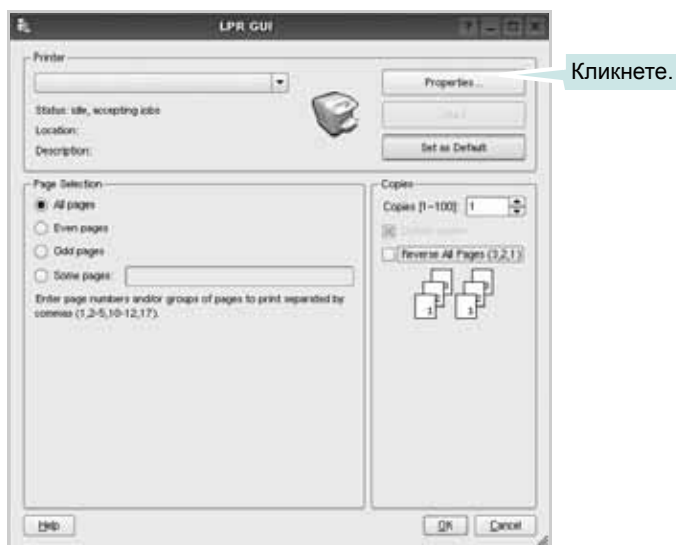 LPR GUI
Printer
Properties...
Кликнете.
Status: idle, accepting jobs
Location:
Description:
Set as Default
Page Selection
All pages
Even pages
Odd pages
Some pages:
Enter page numbers and/or groups of pages to print separated by
commas (1,2-5,10-12,17).
Copies
Copies [1~100]: 1
Reverse All Pages (3,2,1)
1 1
Help
OK
Cancel